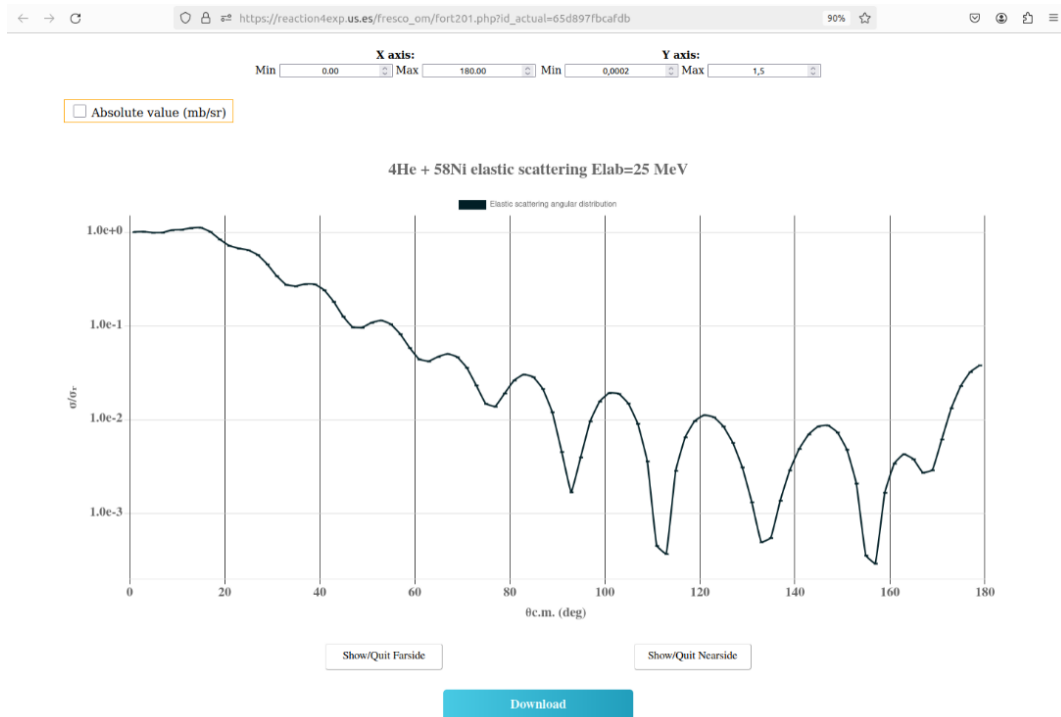 https://reaction4exp.us.es/fresco_om/fort201.php?id_actual=65d897fbcafdb 90%
X axis: Y axis:
Min 0.00 Max 180.00 Min 0,0002 Max 1,5
Absolute value (mb/sr)
4He + 58Ni elastic scattering Elab=25 MeV
Elastic scattering angular distribution
1.0e+0
1.0e-1
1.0e-2
1.0e-3
σ/σr
0 20 40 60 80 100 120 140 160 180
θc.m. (deg)
Show/Quit Farside Show/Quit Nearside
Download